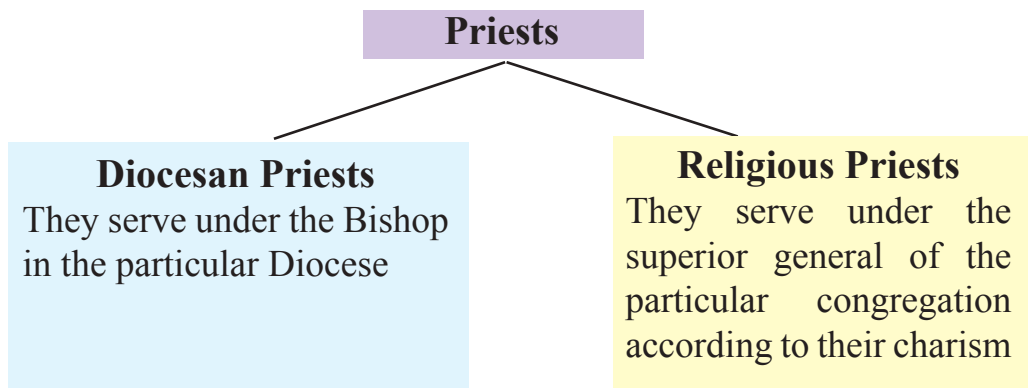 Priests
Diocesan Priests
They serve under the Bishop
in the particular Diocese
Religious Priests
They serve under the
superior general of the
particular congregation
according to their charism